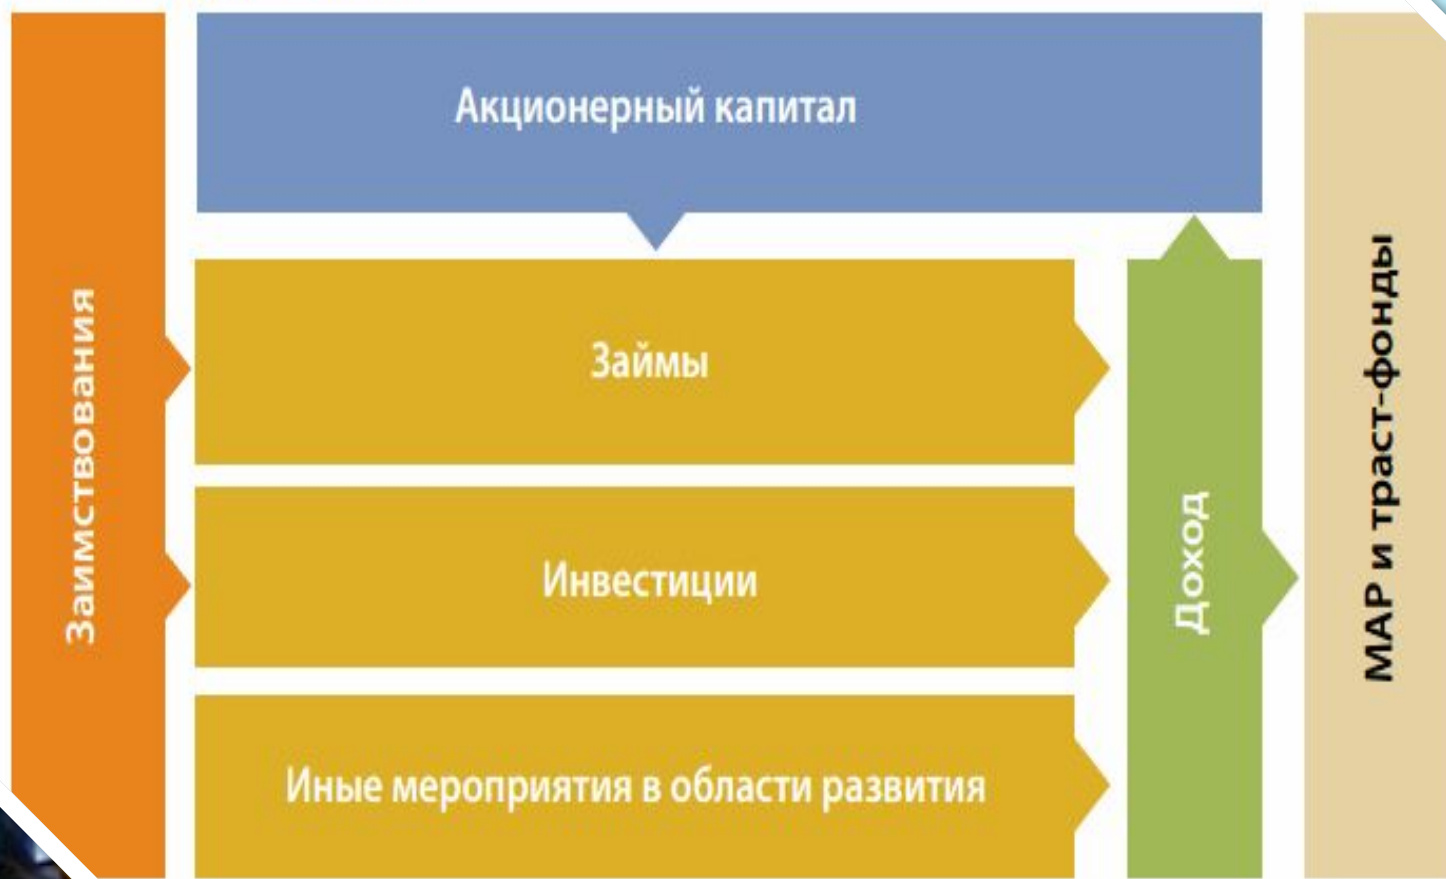 Заимствования
Акционерный капитал
Займы
Инвестиции
Иные мероприятия в области развития
Доход
МАР и траст-фонды